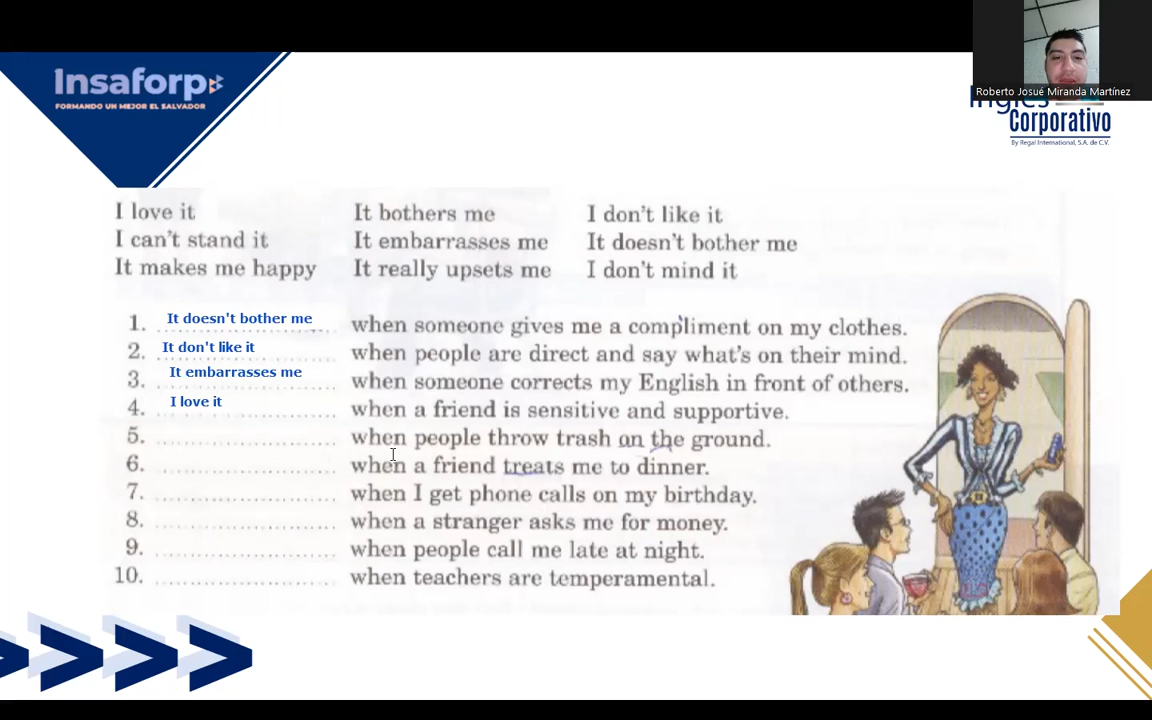 Insaforp
FORMANDO UN MEJOR EL SALVADOR
Roberto Josué Miranda Martínez
Inglés
Corporativo
By Regal International, S.A. de C.V.
I love it It bothers me I don't like it
I can't stand it It embarrasses me It doesn't bother me
It makes me happy It really upsets me I don't mind it
1. It doesn't bother me when someone gives me a compliment on my clothes.
2. It don't like it when people are direct and say what's on their mind.
3. It embarrasses me when someone corrects my English in front of others.
4. I love it when a friend is sensitive and supportive.
5. when people throw trash on the ground.
6. when a friend treats me to dinner.
7. when I get phone calls on my birthday.
8. when a stranger asks me for money.
9. when people call me late at night.
10. when teachers are temperamental.